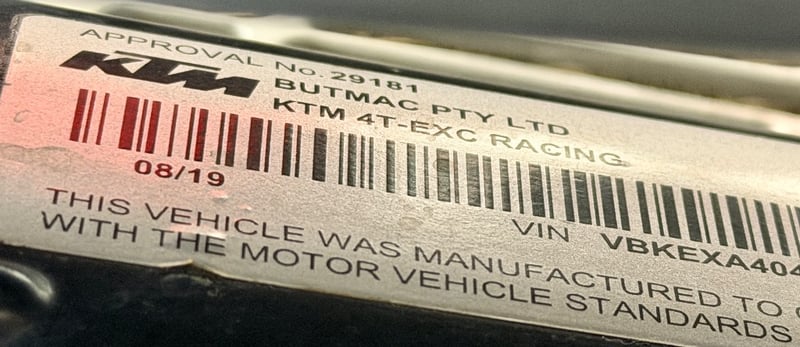 APPROVAL No. 29181
KTM
BUTMAC PTY LTD
KTM 4T-EXC RACING
08/19
VIN VBKEXA404
THIS VEHICLE WAS MANUFACTURED TO
WITH THE MOTOR VEHICLE STANDARDS